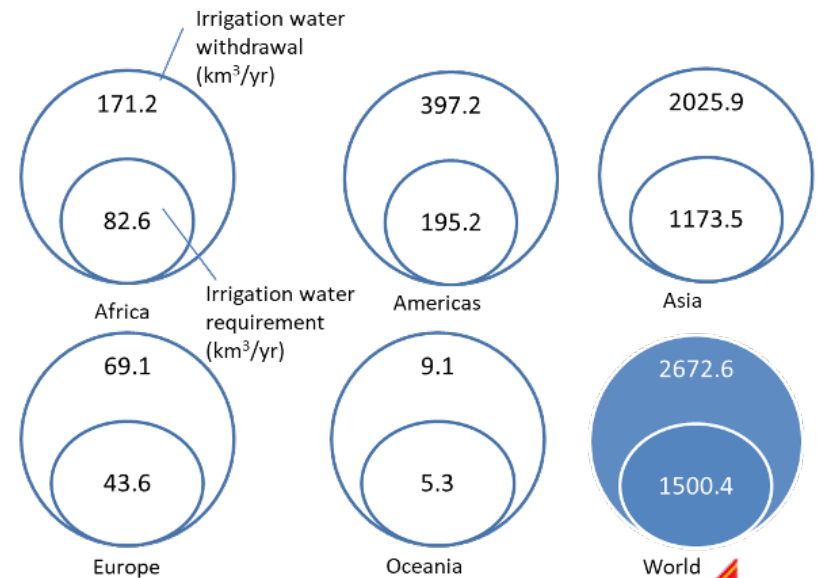 Irrigation water
withdrawal
(km³/yr)
171.2
82.6
Africa
Irrigation water
requirement
(km³/yr)
397.2
195.2
Americas
2025.9
1173.5
Asia
69.1
43.6
Europe
9.1
5.3
Oceania
2672.6
1500.4
World